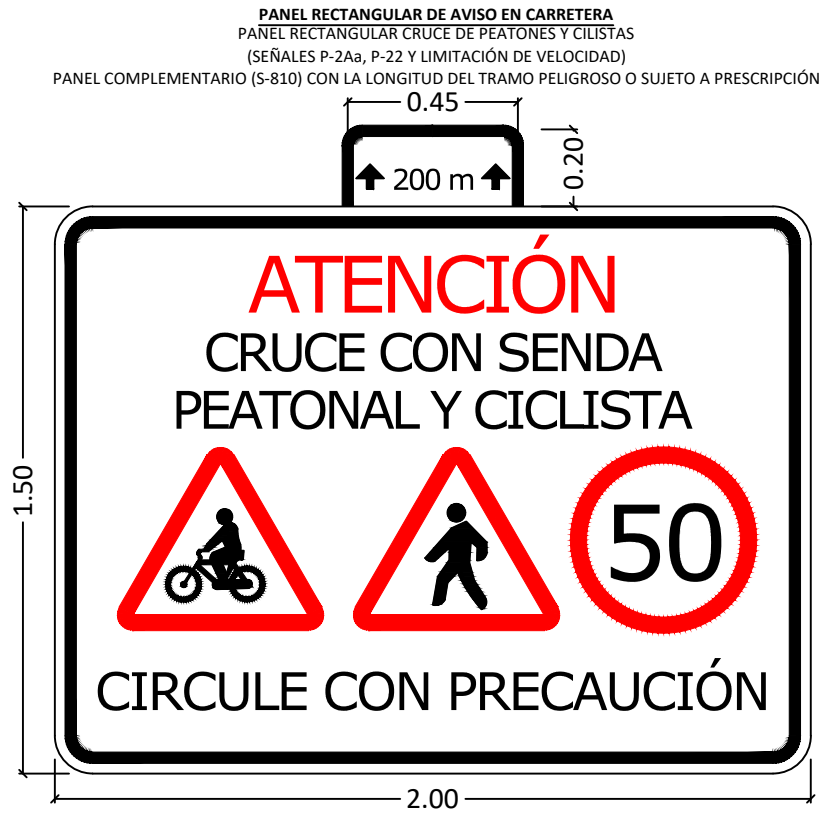 PANEL RECTANGULAR DE AVISO EN CARRETERA
PANEL RECTANGULAR CRUCE DE PEATONES Y CILISTAS
(SEÑALES P-2Aa, P-22 Y LIMITACIÓN DE VELOCIDAD)
PANEL COMPLEMENTARIO (S-810) CON LA LONGITUD DEL TRAMO PELIGROSO O SUJETO A PRESCRIPCIÓN
0.45
0.20
200 m
ATENCIÓN
CRUCE CON SENDA
PEATONAL Y CICLISTA
1.50
50
CIRCULE CON PRECAUCIÓN
2.00